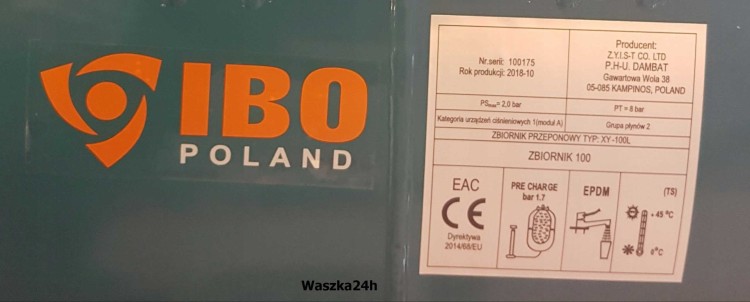 IBO
POLAND
Nr.serii: 100175
Rok produkcji: 2018-10
Producent:
Z.Y.I.S-T CO. LTD
P.H-U. DAMBAT
Gawartowa Wola 38
05-085 KAMPINOS, POLAND
PSmax= 2,0 bar
PT = 8 bar
Kategoria urządzeń ciśnieniowych 1(moduł A)
Grupa płynów 2
ZBIORNIK PRZEPONOWY TYP: XY -100L
ZBIORNIK 100
EAC
CE
Dyrektywa
2014/68/EU
PRE CHARGE
bar 1.7
EPDM
(TS)
+ 45 °C
0°C
Waszka24h